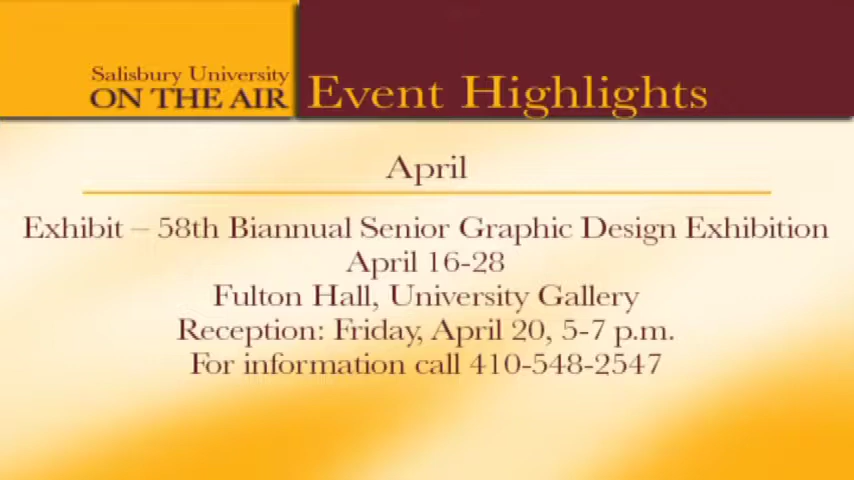 Salisbury University
ON THE AIR
Event Highlights
April
Exhibit – 58th Biannual Senior Graphic Design Exhibition
April 16-28
Fulton Hall, University Gallery
Reception: Friday, April 20, 5-7 p.m.
For information call 410-548-2547